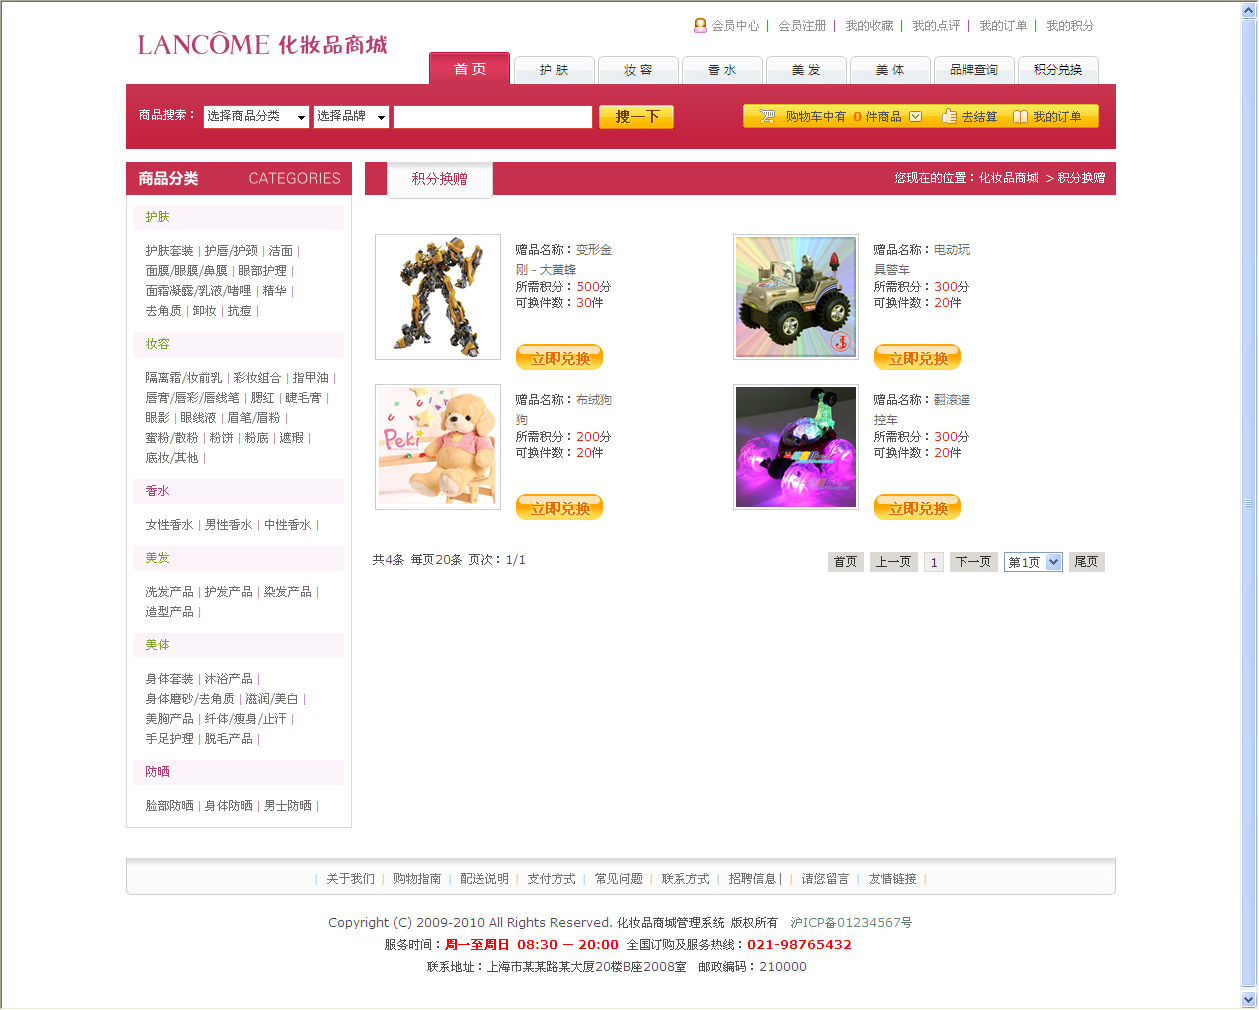 会员中心 | 会员注册 | 我的收藏 | 我的点评 | 我的订单 | 我的积分
LANCÔME 化妝品商城
首 页 护 肤 妆 容 香 水 美 发 美 体 品牌查询 积分兑换
商品搜索： 选择商品分类 选择品牌 搜一下 购物车中有 0 件商品 去结算 我的订单
商品分类 CATEGORIES
积分换赠
您现在的位置：化妆品商城 > 积分换赠
护肤
护肤套装 | 护唇/护颈 | 洁面 |
面膜/眼膜/鼻膜 | 眼部护理 |
面霜凝露/乳液/啫哩 | 精华 |
去角质 | 卸妆 | 抗痘 |
妆容
隔离霜/妆前乳 | 彩妆组合 | 指甲油 |
唇膏/唇彩/唇线笔 | 腮红 | 睫毛膏 |
眼影 | 眼线液 | 眉笔/眉粉 |
蜜粉/散粉 | 粉饼 | 粉底 | 遮瑕 |
底妆/其他 |
香水
女性香水 | 男性香水 | 中性香水 |
美发
洗发产品 | 护发产品 | 染发产品 |
造型产品 |
美体
身体套装 | 沐浴产品 |
身体磨砂/去角质 | 滋润/美白 |
美胸产品 | 纤体/瘦身/止汗 |
手足护理 | 脱毛产品 |
防晒
脸部防晒 | 身体防晒 | 男士防晒 |
赠品名称：变形金
刚 - 大黄蜂
所需积分：500分
可换件数：30件
立即兑换
赠品名称：电动玩
具警车
所需积分：300分
可换件数：20件
立即兑换
Peki
赠品名称：布绒狗
狗
所需积分：200分
可换件数：20件
立即兑换
赠品名称：翻滚遥
控车
所需积分：300分
可换件数：20件
立即兑换
共4条 每页20条 页次：1/1
首页 上一页 1 下一页 第1页 尾页
| 关于我们 | 购物指南 | 配送说明 | 支付方式 | 常见问题 | 联系方式 | 招聘信息| | 请您留言 | 友情链接 |
Copyright (C) 2009-2010 All Rights Reserved. 化妆品商城管理系统 版权所有 沪ICP备01234567号
服务时间：周一至周日 08:30 — 20:00 全国订购及服务热线：021-98765432
联系地址：上海市某某路某大厦20楼B座2008室 邮政编码：210000